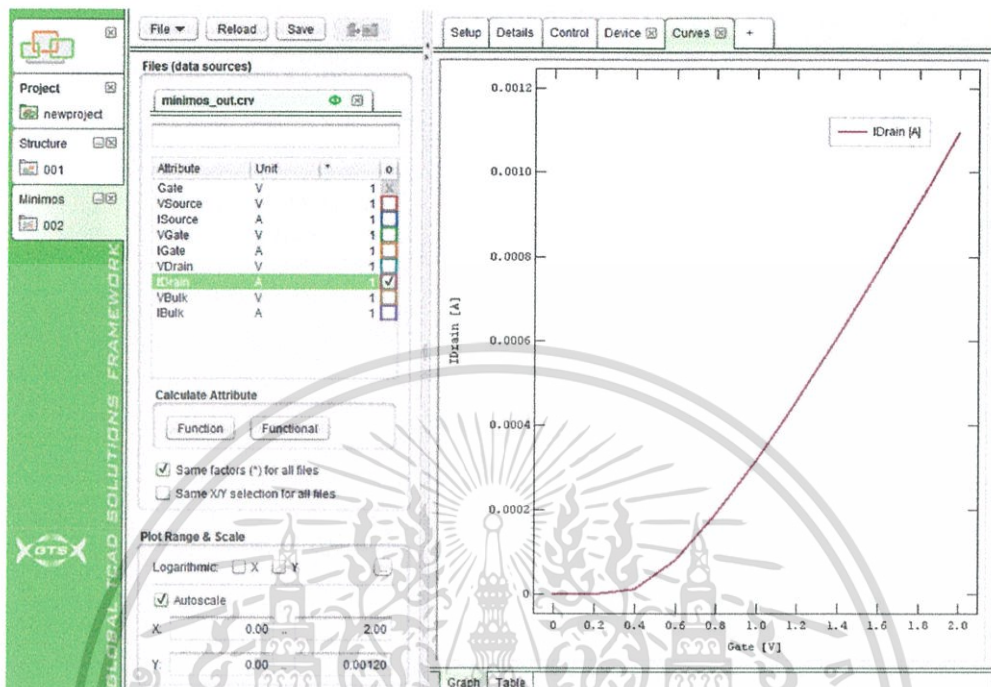 File ▼ Reload Save
Files (data sources)
Project
newproject
minimos_out.crv
Structure
001
Attribute Unit * o
Gate V 1 X
VSource V 1
ISource A 1
VGate V 1
IGate A 1
VDrain V 1
IDrain A 1
VBulk V 1
IBulk A 1
Minimos
002
Calculate Attribute
Function Functional
Same factors (*) for all files
Same X/Y selection for all files
Plot Range & Scale
Logarithmic: X Y ...
Autoscale
X: 0.00 .. 2.00
Y: 0.00 .. 0.00120
GTS
GLOBAL TCAD SOLUTIONS FRAMEWORK
Setup Details Control Device Curves +
IDrain [A]
0.0012
0.0010
0.0008
0.0006
0.0004
0.0002
0
IDrain [A]
0 0.2 0.4 0.6 0.8 1.0 1.2 1.4 1.6 1.8 2.0
Gate [V]
Graph Table